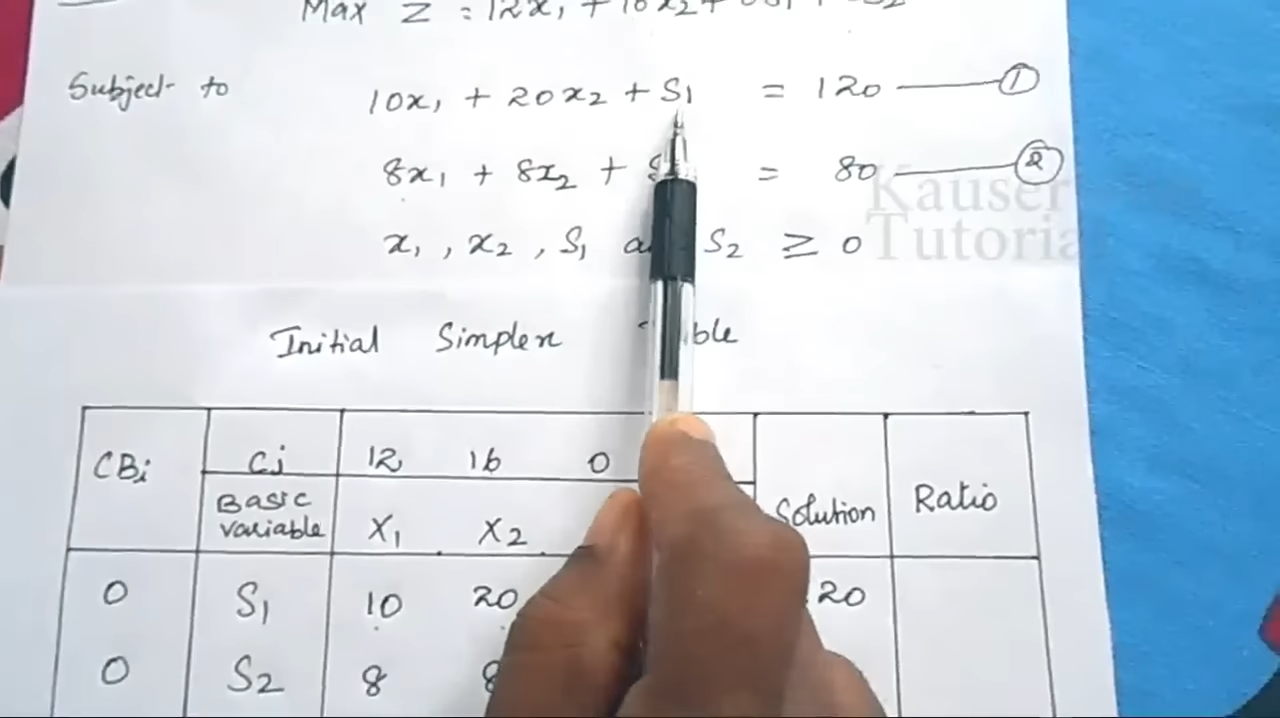 Max Z = 12x₁ + 16x₂ +
Subject to 10x₁ + 20x₂ + S₁ = 120 ①
8x₁ + 8x₂ + = 80 ②
x₁, x₂, S₁ S₂ ≥ 0
Kauser
Tutoria
Initial Simplex
CBi Cj 12 16 0
Basic variable X₁ X₂ Solution Ratio
0 S₁ 10 20 20
0 S₂ 8